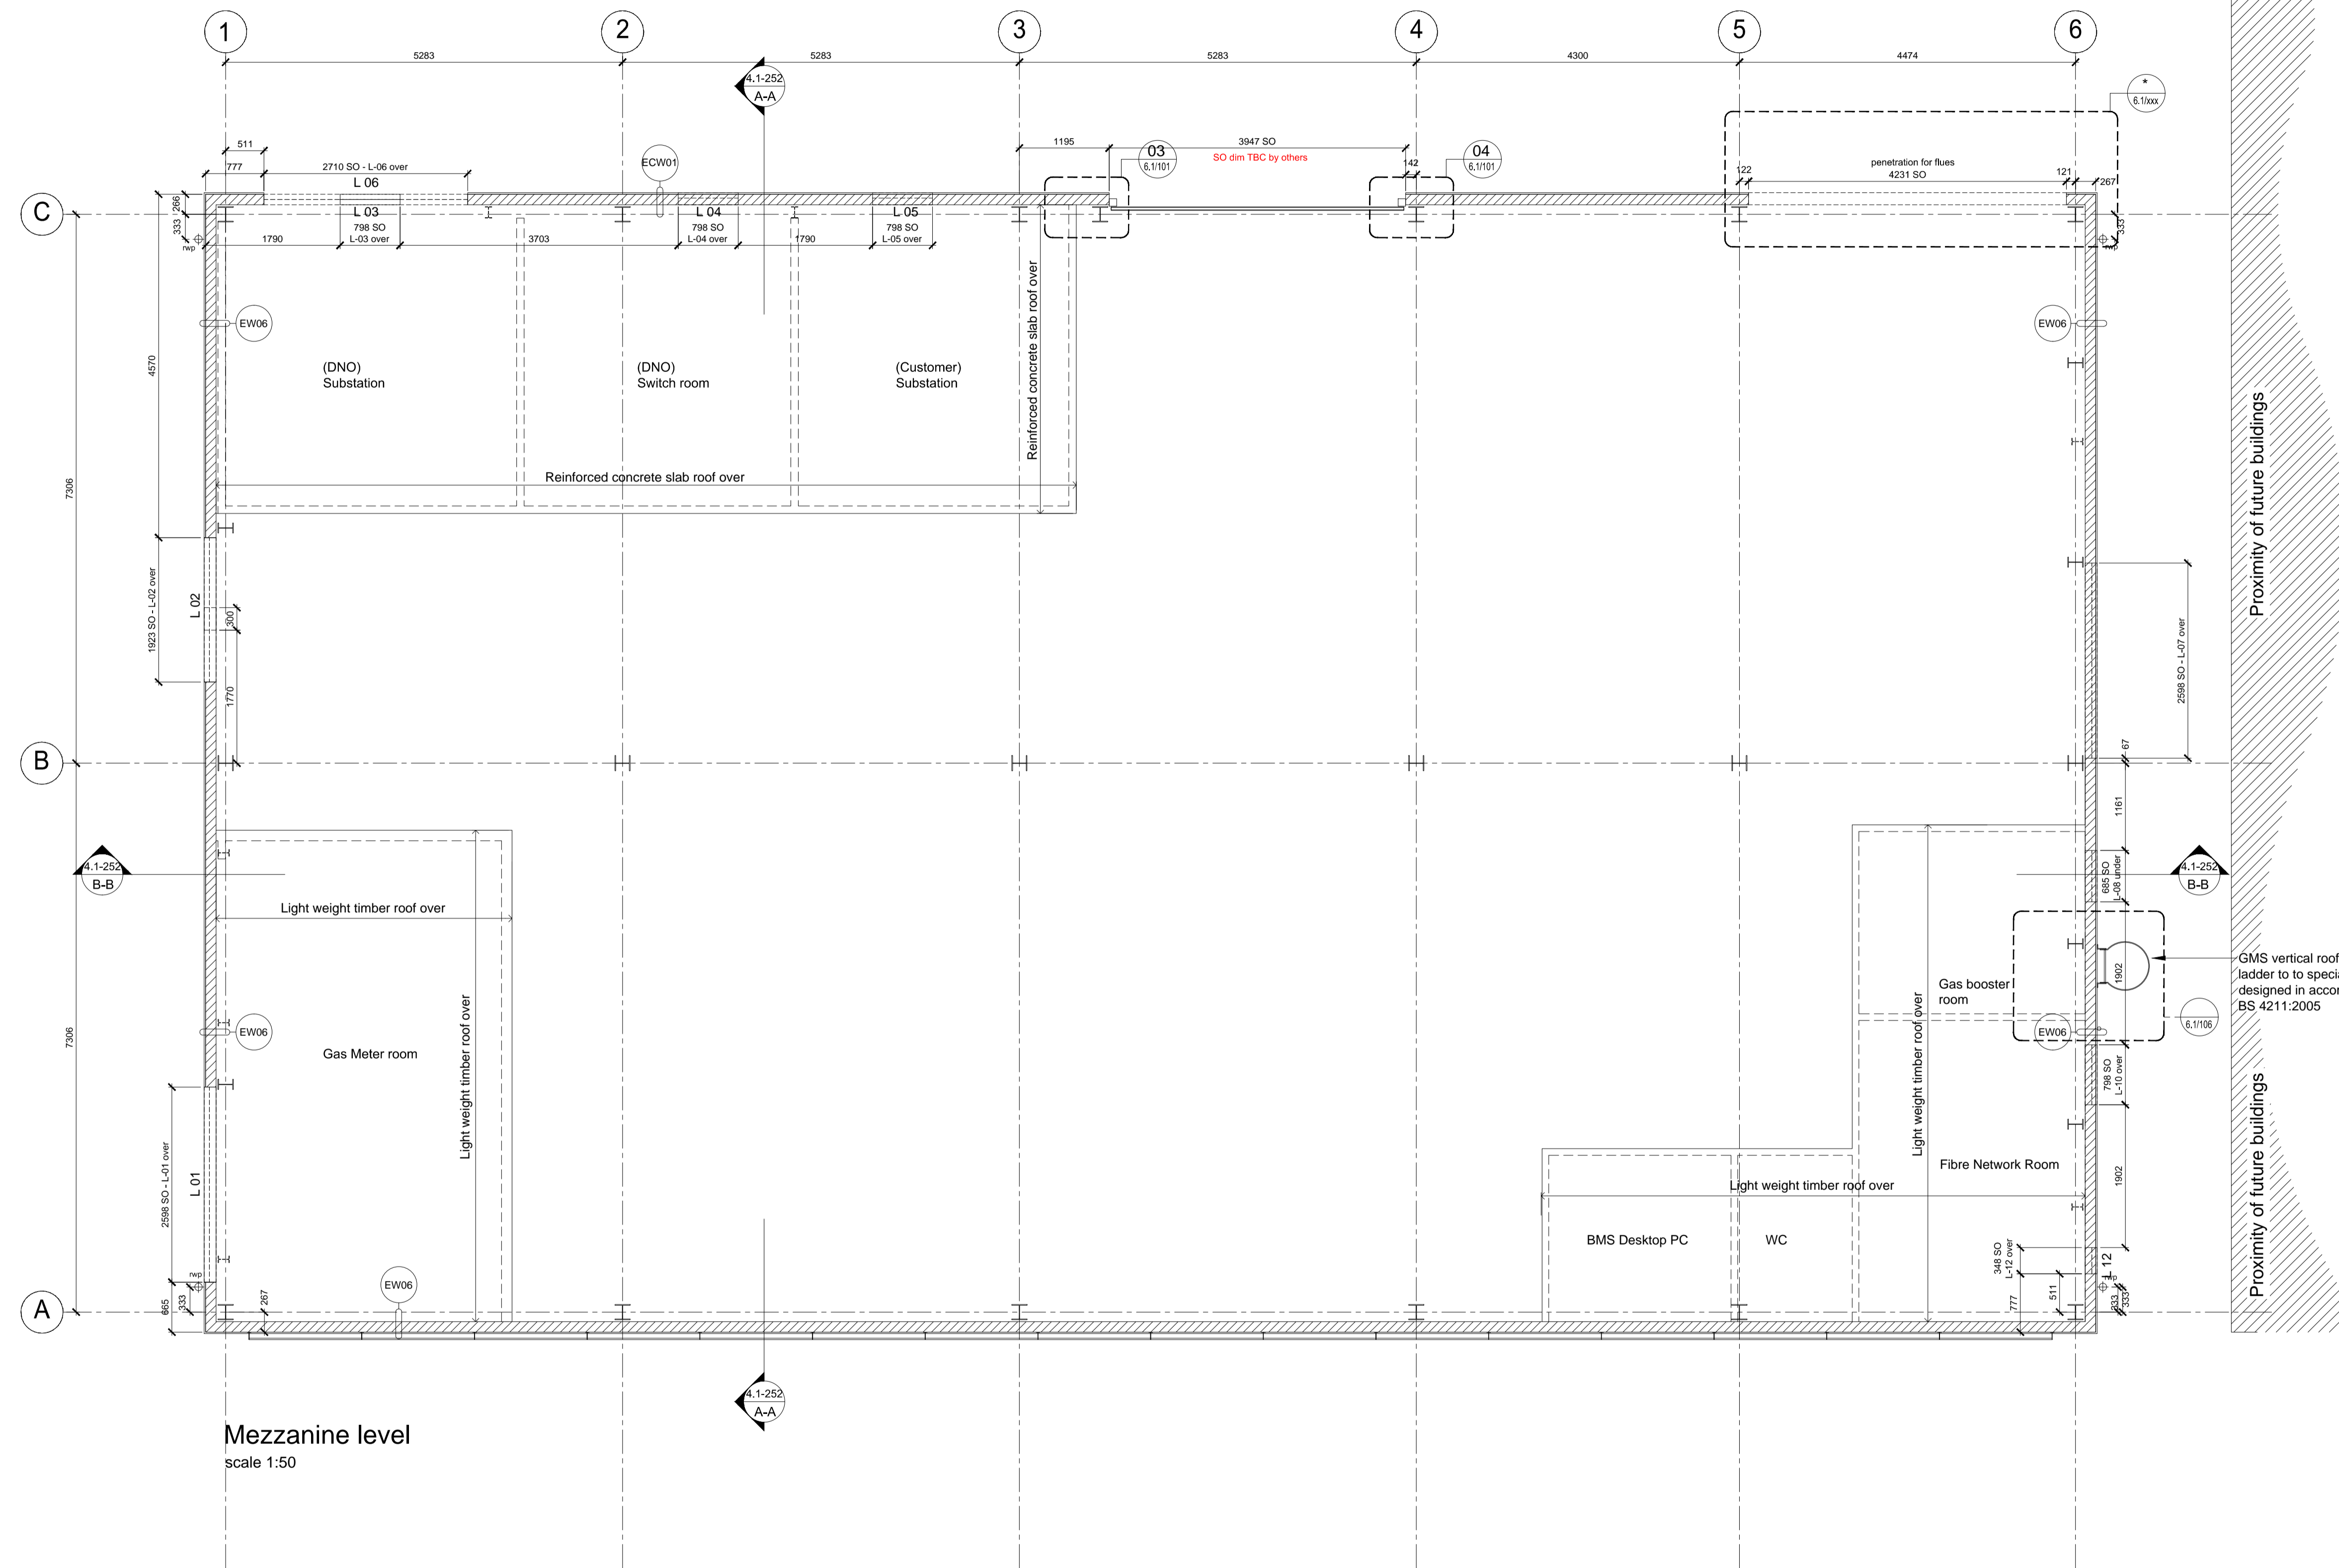 1
2
3
4
5
6
5283
5283
5283
4300
4474
4.1-252
A-A
*
6.1/xxx
511
777
2710 SO - L-06 over
L 06
ECW01
1195
3947 SO
SO dim TBC by others
03
6.1/101
142
04
6.1/101
penetration for flues
122
4231 SO
121
267
C
266
333
rwp
L 03
798 SO
L-03 over
L 04
798 SO
L-04 over
L 05
798 SO
L-05 over
1790
3703
1790
333
rwp
EW06
EW06
4570
7306
(DNO)
Substation
(DNO)
Switch room
(Customer)
Substation
Reinforced concrete slab roof over
Reinforced concrete slab roof over
Proximity of future buildings
1923 SO - L-02 over
L 02
300
1770
2598 SO - L-07 over
67
B
1161
4.1-252
B-B
685 SO
L-08 under
4.1-252
B-B
Light weight timber roof over
Light weight timber roof over
Gas Meter room
EW06
7306
Gas booster
room
Light weight timber roof over
EW06
1902
GMS vertical roof
ladder to to specia
designed in accor
BS 4211:2005
6.1/106
798 SO
L-10 over
Fibre Network Room
1902
Light weight timber roof over
BMS Desktop PC
WC
Proximity of future buildings
2598 SO - L-01 over
L 01
348 SO
L-12 over
L 12
rwp
511
777
333
333
rwp
333
665
267
EW06
A
4.1-252
A-A
Mezzanine level
scale 1:50